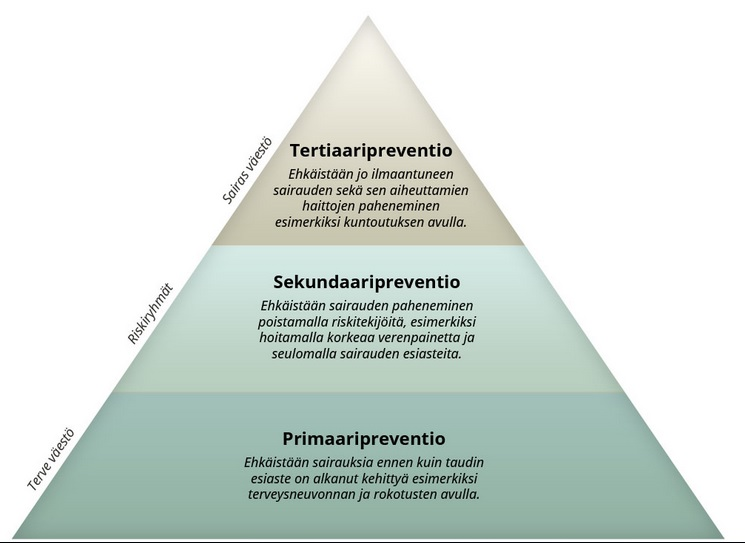 Sairas väestö
Tertiaaripreventio
Ehkäistään jo ilmaantuneen
sairauden sekä sen aiheuttamien
haittojen paheneminen
esimerkiksi kuntoutuksen avulla.
Riskiryhmät
Sekundaaripreventio
Ehkäistään sairauden paheneminen
poistamalla riskitekijöitä, esimerkiksi
hoitamalla korkeaa verenpainetta ja
seulomalla sairauden esiasteita.
Terve väestö
Primaaripreventio
Ehkäistään sairauksia ennen kuin taudin
esiaste on alkanut kehittyä esimerkiksi
terveysneuvonnan ja rokotusten avulla.